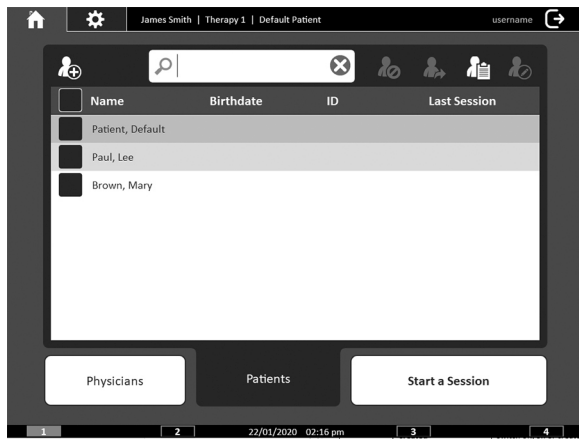 James Smith | Therapy 1 | Default Patient
username
Name Birthdate ID Last Session
Patient, Default
Paul, Lee
Brown, Mary
Physicians Patients Start a Session
1 2 22/01/2020 02:16 pm 3 4